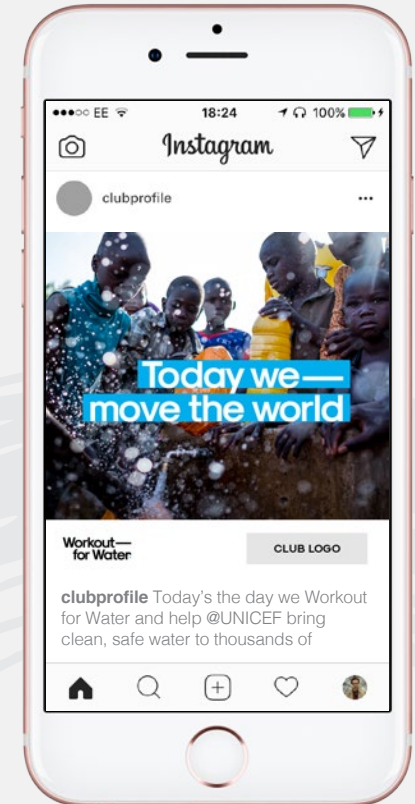 ●●●○○ EE 18:24 100%
Instagram
clubprofile ...
Today we—
move the world
Workout—
for Water
CLUB LOGO
clubprofile Today's the day we Workout
for Water and help @UNICEF bring
clean, safe water to thousands of